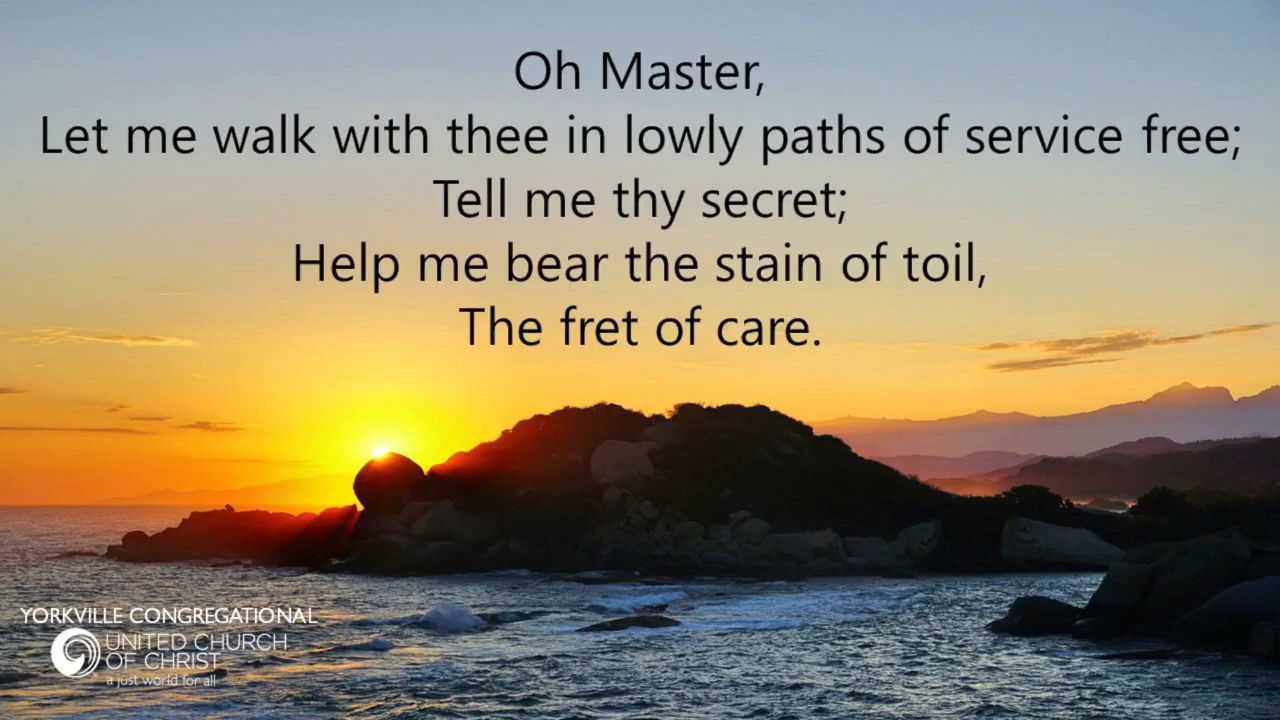 Oh Master,
Let me walk with thee in lowly paths of service free;
Tell me thy secret;
Help me bear the stain of toil,
The fret of care.
YORKVILLE CONGREGATIONAL
UNITED CHURCH
OF CHRIST
a just world for all